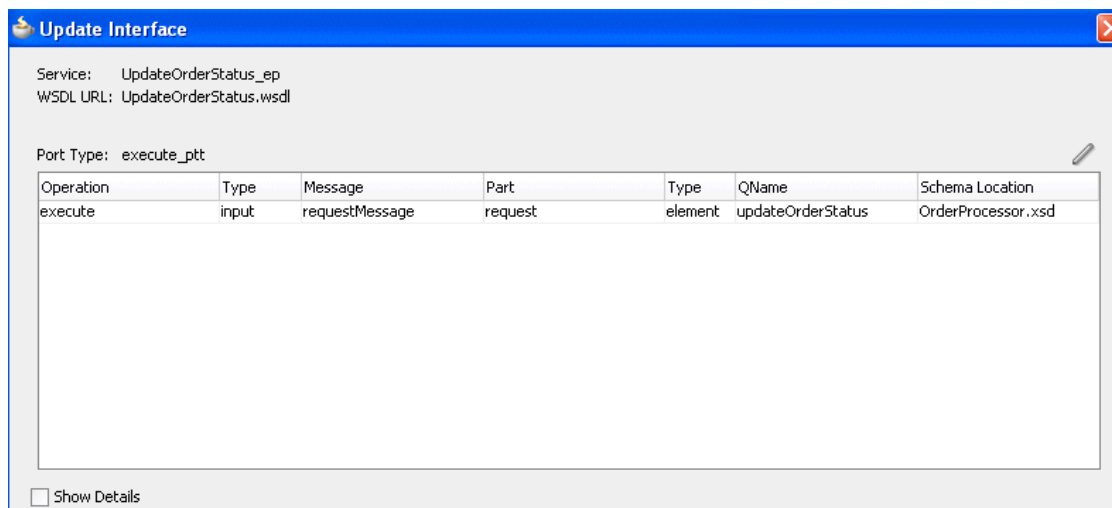 Update Interface
Service: UpdateOrderStatus_ep
WSDL URL: UpdateOrderStatus.wsdl
Port Type: execute_ptt
Operation Type Message Part Type QName Schema Location
execute input requestMessage request element updateOrderStatus OrderProcessor.xsd
Show Details